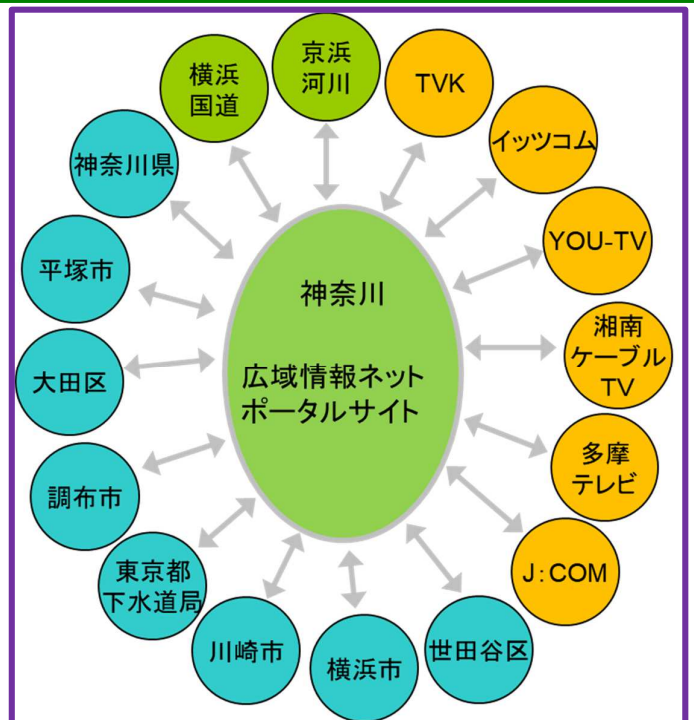 京浜
河川
横浜
国道
TVK
イッツコム
神奈川県
YOU-TV
平塚市
神奈川
広域情報ネット
ポータルサイト
湘南
ケーブル
TV
大田区
多摩
テレビ
調布市
J:COM
東京都
下水道局
川崎市
横浜市
世田谷区